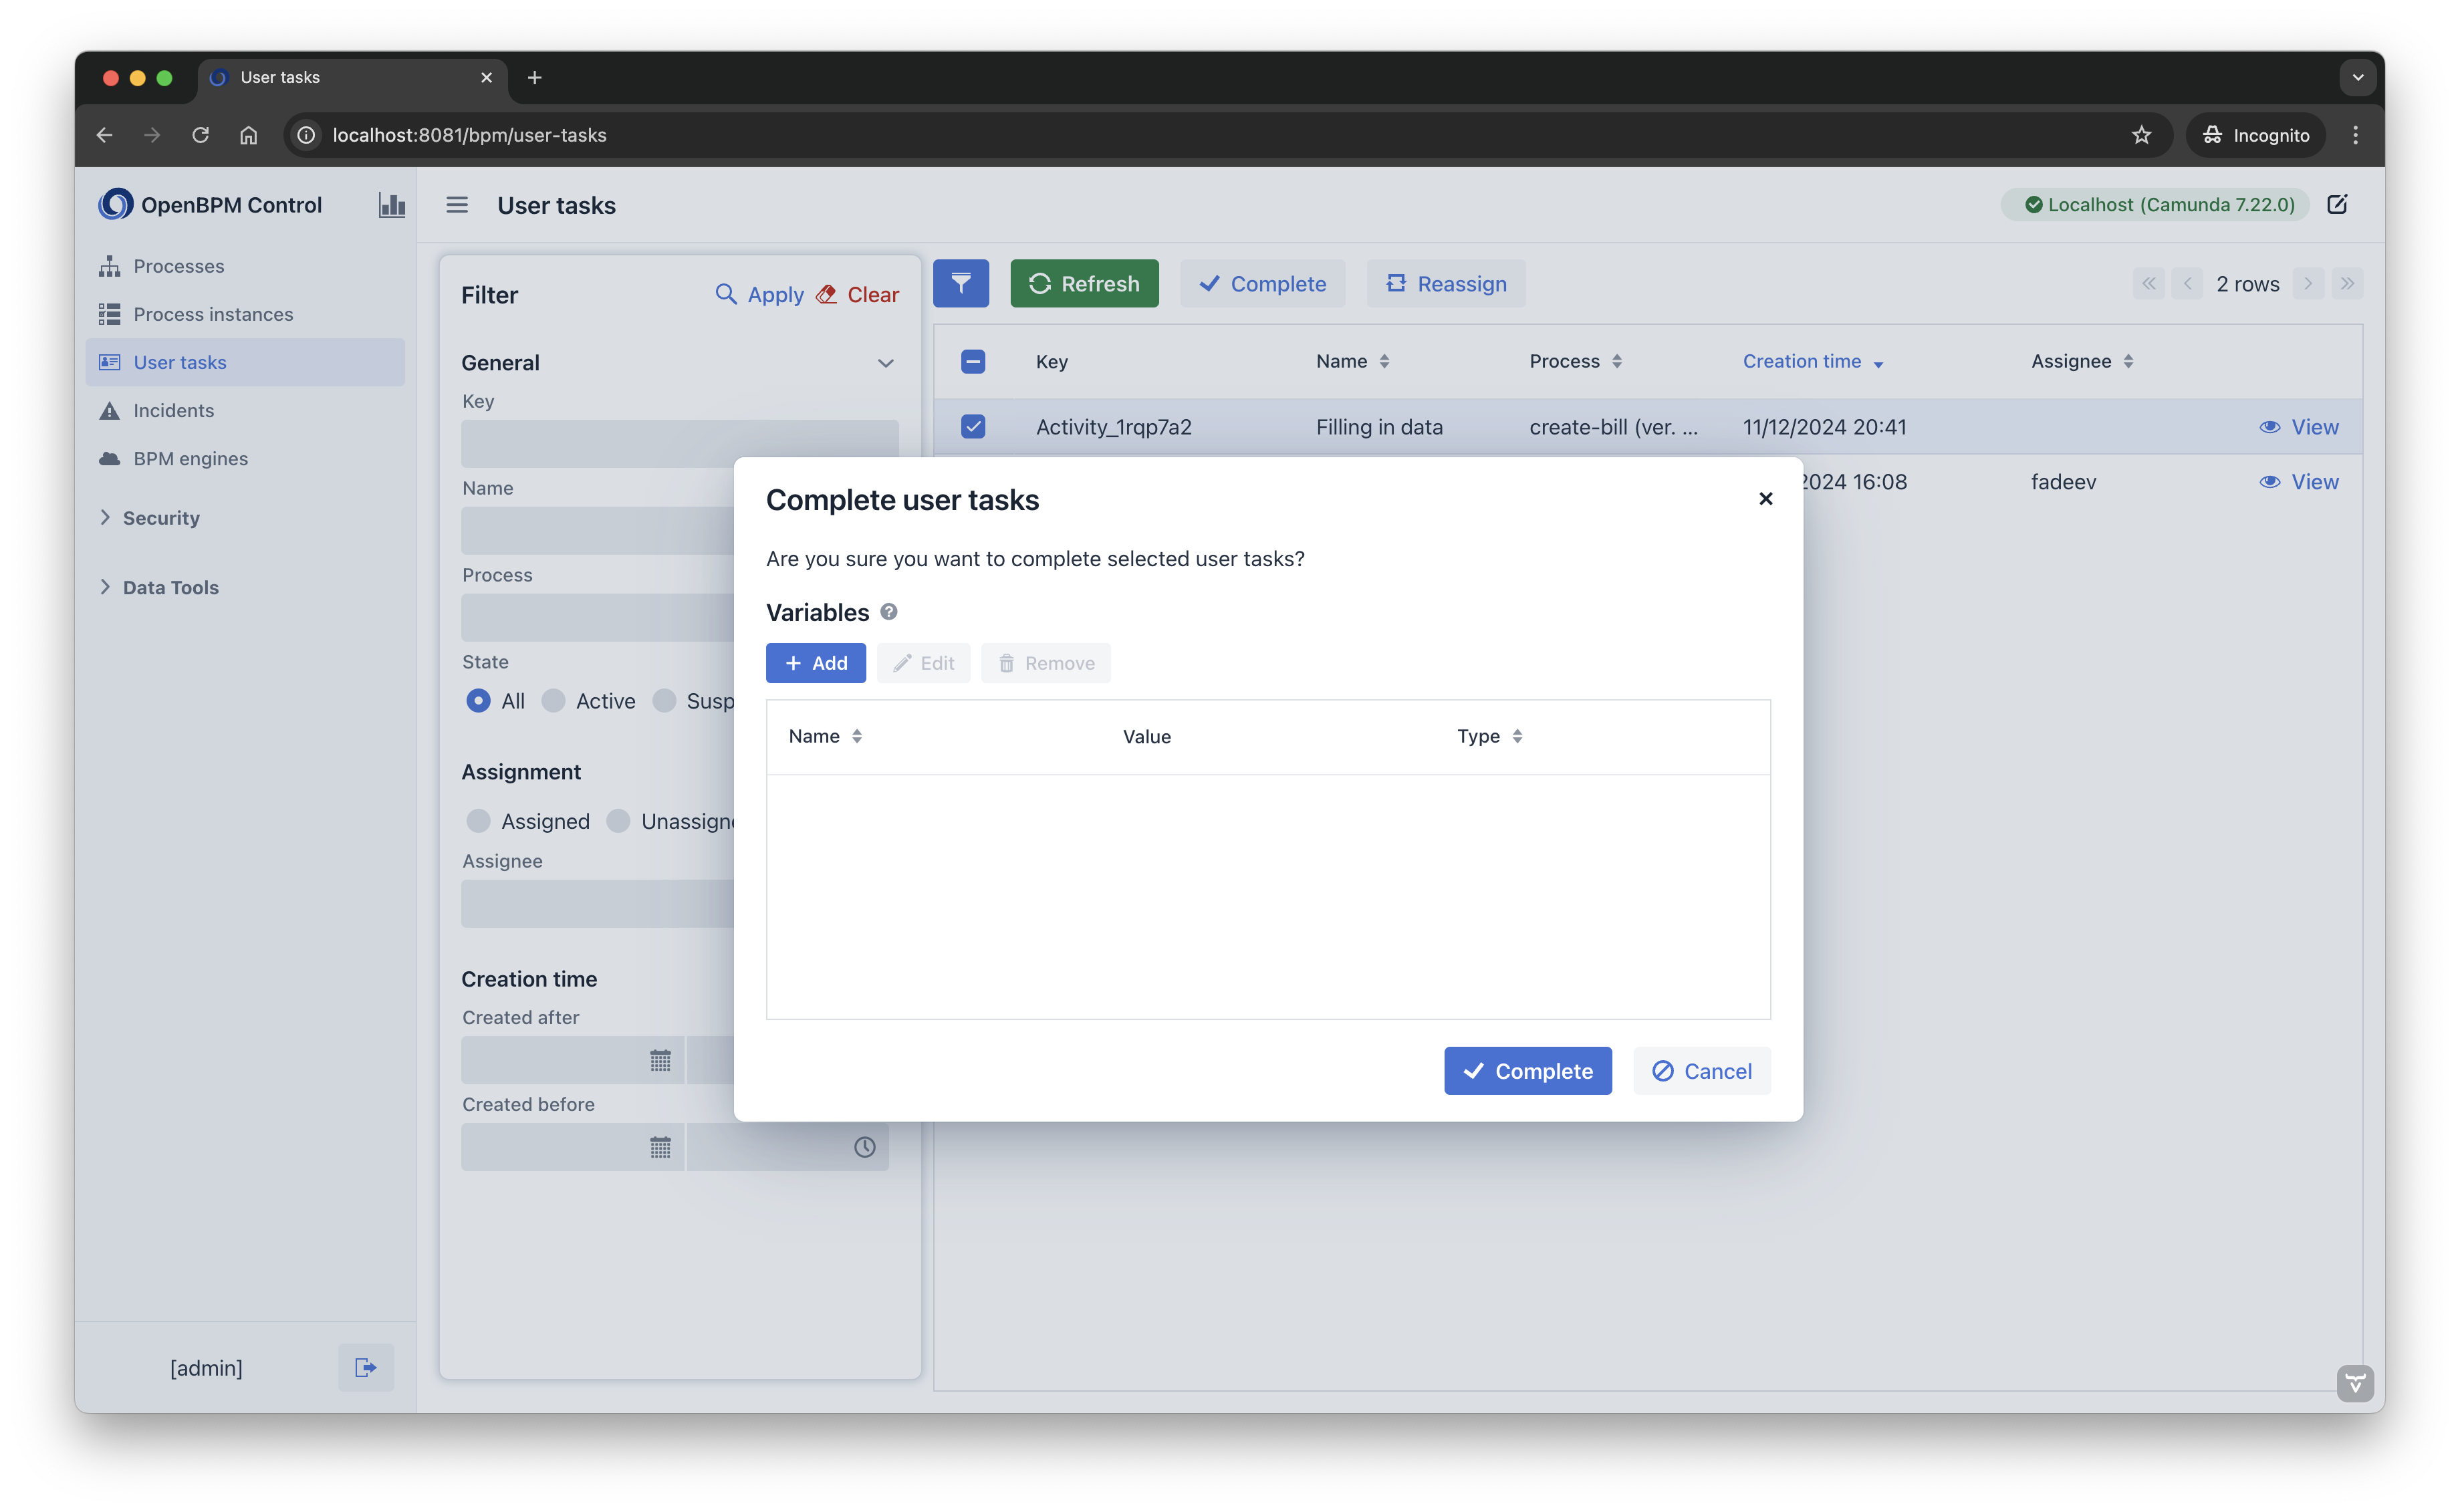 User tasks
localhost:8081/bpm/user-tasks
Incognito
OpenBPM Control
User tasks
Localhost (Camunda 7.22.0)
Processes
Process instances
User tasks
Incidents
BPM engines
Security
Data Tools
[admin]
Filter
Apply
Clear
General
Key
Name
Process
State
All
Active
Susp
Assignment
Assigned
Unassigne
Assignee
Creation time
Created after
Created before
Refresh
Complete
Reassign
2 rows
Key Name Process Creation time Assignee
Activity_1rqp7a2 Filling in data create-bill (ver. ... 11/12/2024 20:41 View
2024 16:08 fadeev View
Complete user tasks
Are you sure you want to complete selected user tasks?
Variables
Add
Edit
Remove
Name Value Type
Complete
Cancel